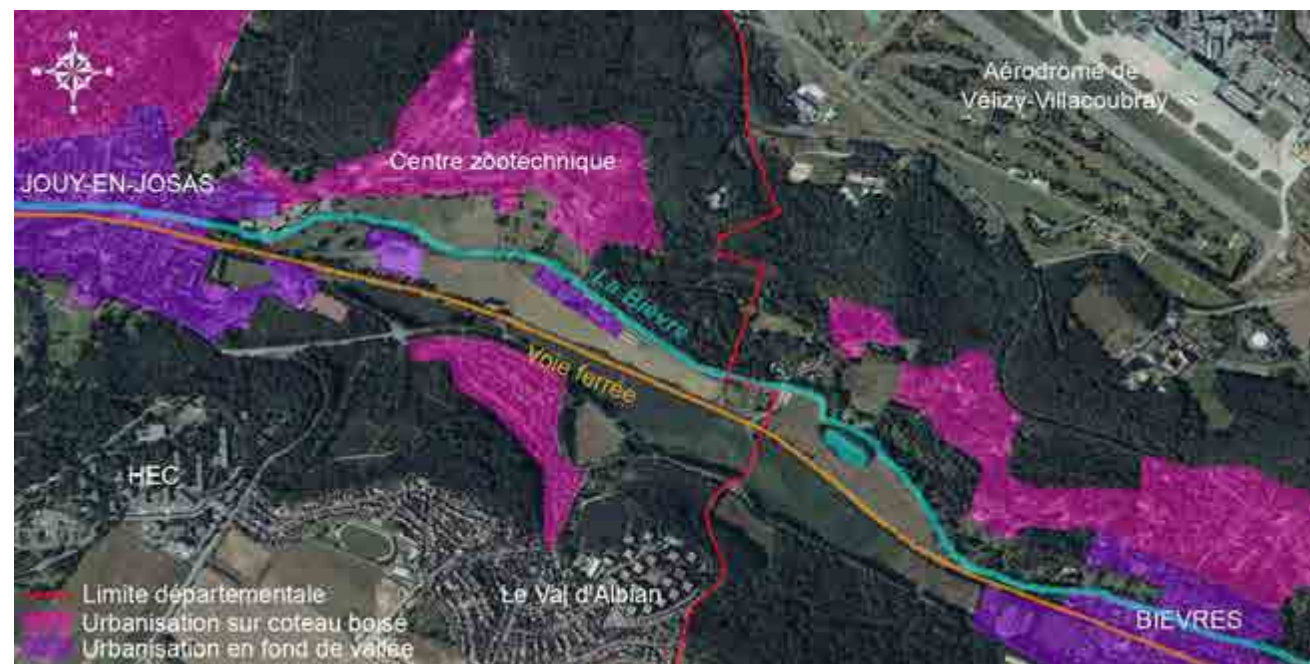 Aérodrome de
Vélizy-Villacoublay
Centre zootechnique
JOUY-EN-JOSAS
La Bièvre
Voie ferrée
HEC
Le Val d'Albian
BIEVRES
Limite départementale
Urbanisation sur coteau boisé
Urbanisation en fond de vallée